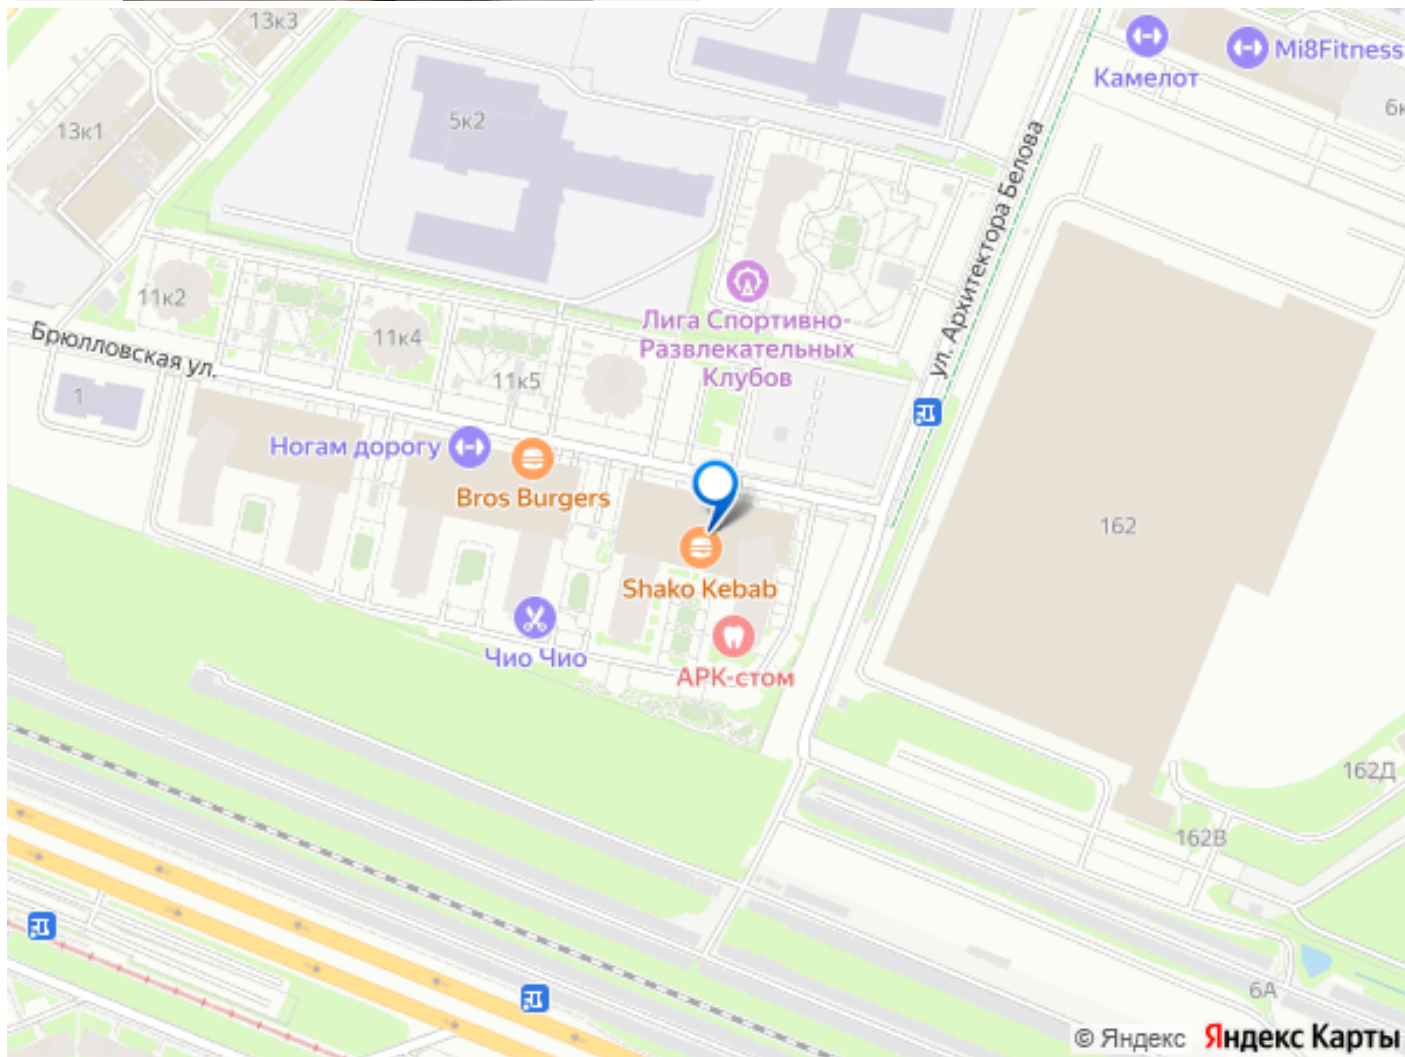 13к3
Камелот
Mi8Fitness
6к
13к1
5к2
ул. Архитектора Белова
11к2
Брюлловская ул.
11к4
Лига Спортивно-
Развлекательных
Клубов
11к5
1
Ногам дорогу
Bros Burgers
162
Shako Kebab
Чио Чио
АРК-стом
162Д
162В
6А
© Яндекс Яндекс Карты